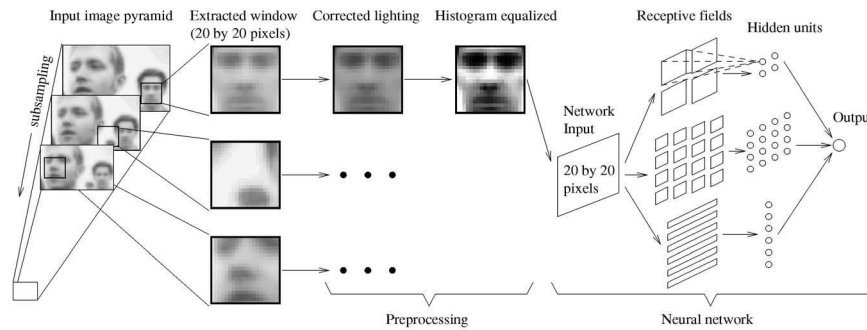 Input image pyramid
Extracted window
(20 by 20 pixels)
Corrected lighting
Histogram equalized
Receptive fields
Hidden units
subsampling
Network
Input
Output
20 by 20
pixels
Preprocessing
Neural network